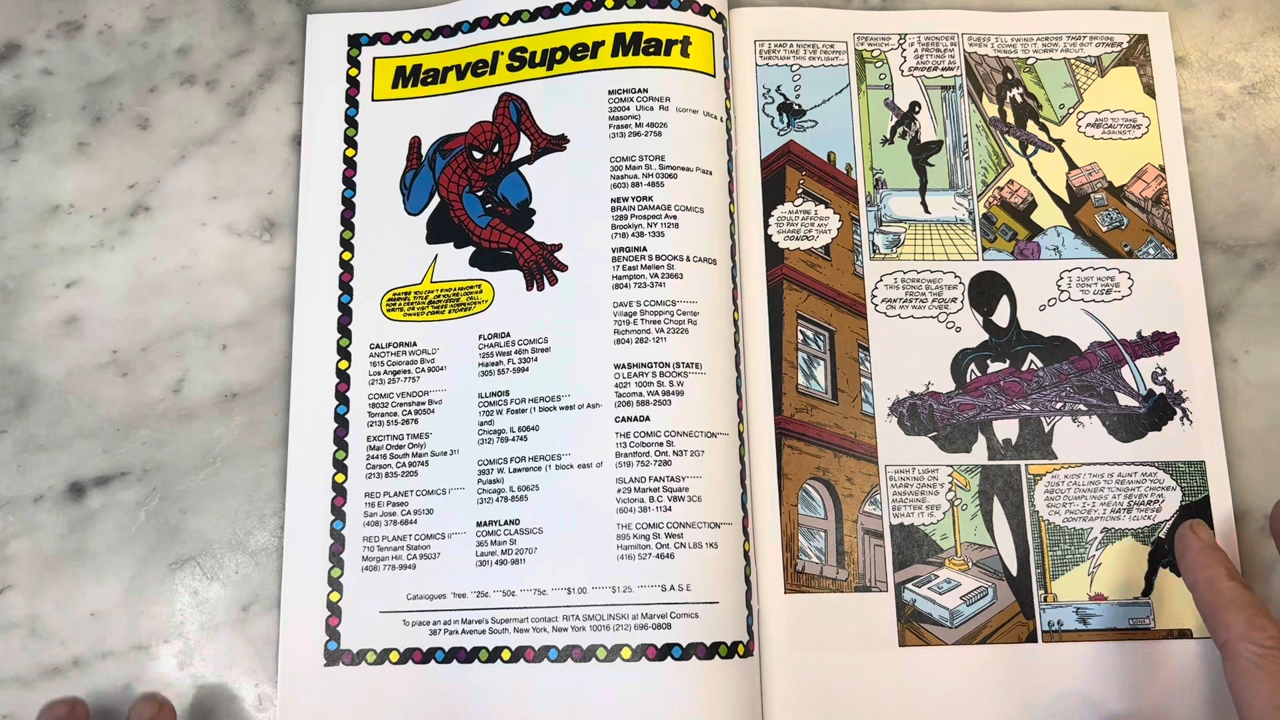 Marvel Super Mart
MAYBE YOU CAN'T FIND A FAVORITE
MARVEL TITLE...OR YOU'RE LOOKING
FOR A CERTAIN BACK ISSUE. CALL,
WRITE, OR VISIT THESE INDEPENDENTLY
OWNED COMIC STORES!
CALIFORNIA
ANOTHER WORLD*
1615 Colorado Blvd
Los Angeles, CA 90041
(213) 257-7757
COMIC VENDOR******
18032 Crenshaw Blvd
Torrance, CA 90504
(213) 515-2676
EXCITING TIMES*
(Mail Order Only)
24416 South Main Suite 311
Carson, CA 90745
(213) 835-2205
RED PLANET COMICS I*****
116 El Paseo
San Jose, CA 95130
(408) 378-6844
RED PLANET COMICS II*****
710 Tennant Station
Morgan Hill, CA 95037
(408) 778-9949
FLORIDA
CHARLIES COMICS
1255 West 46th Street
Hialeah, FL 33014
(305) 557-5994
ILLINOIS
COMICS FOR HEROES***
1702 W. Foster (1 block west of Ash-
land)
Chicago, IL 60640
(312) 769-4745
COMICS FOR HEROES***
3937 W. Lawrence (1 block east of
Pulaski)
Chicago, IL 60625
(312) 478-8585
MARYLAND
COMIC CLASSICS
365 Main St
Laurel, MD 20707
(301) 490-9811
MICHIGAN
COMIX CORNER
32004 Utica Rd. (corner Utica &
Masonic)
Fraser, MI 48026
(313) 296-2758
COMIC STORE
300 Main St., Simoneau Plaza
Nashua, NH 03060
(603) 881-4855
NEW YORK
BRAIN DAMAGE COMICS
1289 Prospect Ave.
Brooklyn, NY 11218
(718) 438-1335
VIRGINIA
BENDER'S BOOKS & CARDS
17 East Mellen St.
Hampton, VA 23663
(804) 723-3741
DAVE'S COMICS*******
Village Shopping Center
7019-E Three Chopt Rd
Richmond, VA 23226
(804) 282-1211
WASHINGTON (STATE)
O'LEARY'S BOOKS******
4021 100th St. S.W
Tacoma, WA 98499
(206) 588-2503
CANADA
THE COMIC CONNECTION*****
113 Colborne St.
Brantford, Ont. N3T 2G7
(519) 752-7280
ISLAND FANTASY*****
#29 Market Square
Victoria, B.C. V8W 3C6
(604) 381-1134
THE COMIC CONNECTION*****
895 King St. West
Hamilton, Ont. CN L8S 1K5
(416) 527-4646
Catalogues: *free. **25¢. ***50¢. ****75¢. *****$1.00. ******$1.25. *******S.A.S.E
To place an ad in Marvel's Supermart contact: RITA SMOLINSKI at Marvel Comics.
387 Park Avenue South, New York, New York 10016 (212) 696-0808
IF I HAD A NICKEL FOR
EVERY TIME I'VE DROPPED
THROUGH THIS SKYLIGHT--
--MAYBE I
COULD AFFORD
TO PAY FOR MY
SHARE OF THAT
CONDO!
SPEAKING
OF WHICH--
--I WONDER
IF THERE'LL BE
A PROBLEM
GETTING IN
AND OUT AS
SPIDER-MAN!
GUESS I'LL SWING ACROSS THAT BRIDGE
WHEN I COME TO IT. NOW, I'VE GOT OTHER
THINGS TO WORRY ABOUT.
AND TO TAKE
PRECAUTIONS
AGAINST!
I BORROWED
THIS SONIC BLASTER
FROM THE
FANTASTIC FOUR
ON MY WAY OVER.
I JUST HOPE
I DON'T HAVE
TO USE--
--HNH? LIGHT
BLINKING ON
MARY JANE'S
ANSWERING
MACHINE.
BETTER SEE
WHAT IT IS.
HI, KIDS! THIS IS AUNT MAY.
JUST CALLING TO REMIND YOU
ABOUT DINNER TONIGHT. CHICKEN
AND DUMPLINGS AT SEVEN P.M.
SHORT-- I-I MEAN SHARP!
OH, PHOOEY, I HATE THESE
CONTRAPTIONS! :CLICK: